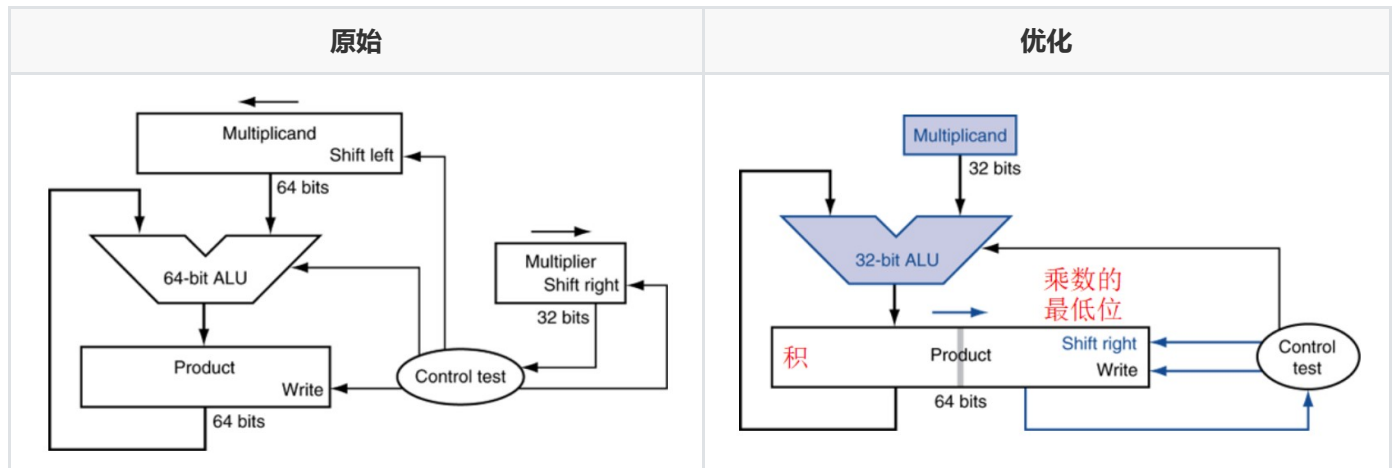 原始
优化
Multiplicand
Shift left
64 bits
64-bit ALU
Multiplier
Shift right
32 bits
Product
Write
64 bits
Control test
Multiplicand
32 bits
32-bit ALU
乘数的
最低位
积
Product
Shift right
Write
64 bits
Control
test